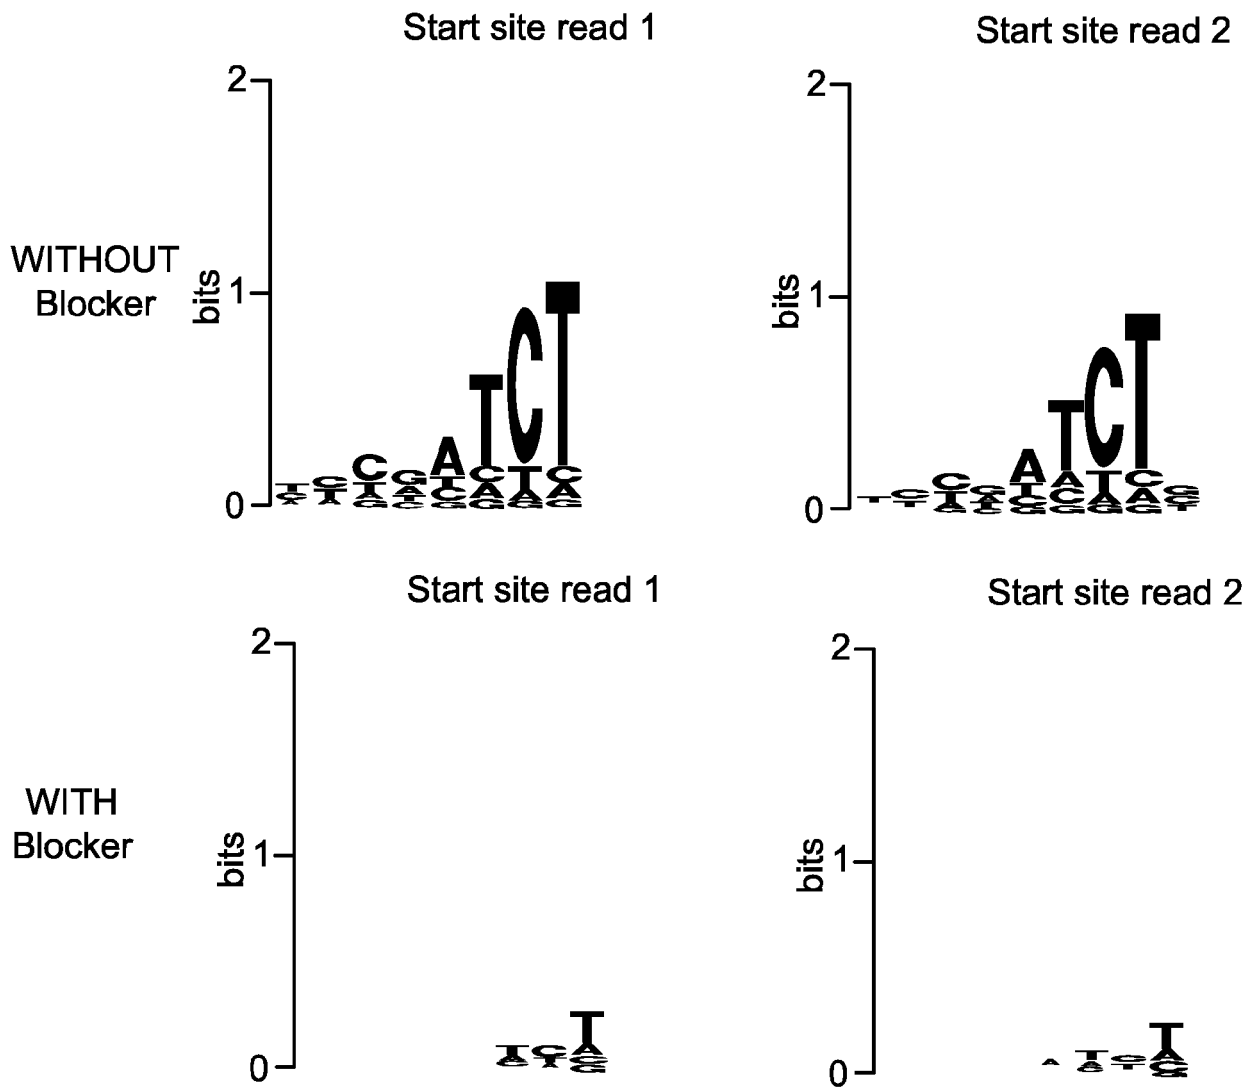 Start site read 1
Start site read 2
2
2
WITHOUT
Blocker
bits
1
bits
1
T C A
C T A
C T A G
G A T C
A T C G
T C A G
C T A G
T C A G
T
C T
C T A G
G A T C
A T C G
T A C G
C T A G
T C A G
G C T
0
0
Start site read 1
Start site read 2
2
2
WITH
Blocker
bits
1
bits
1
T A C
C T A
T A C G
A
T A G
C T
T A C G
0
0